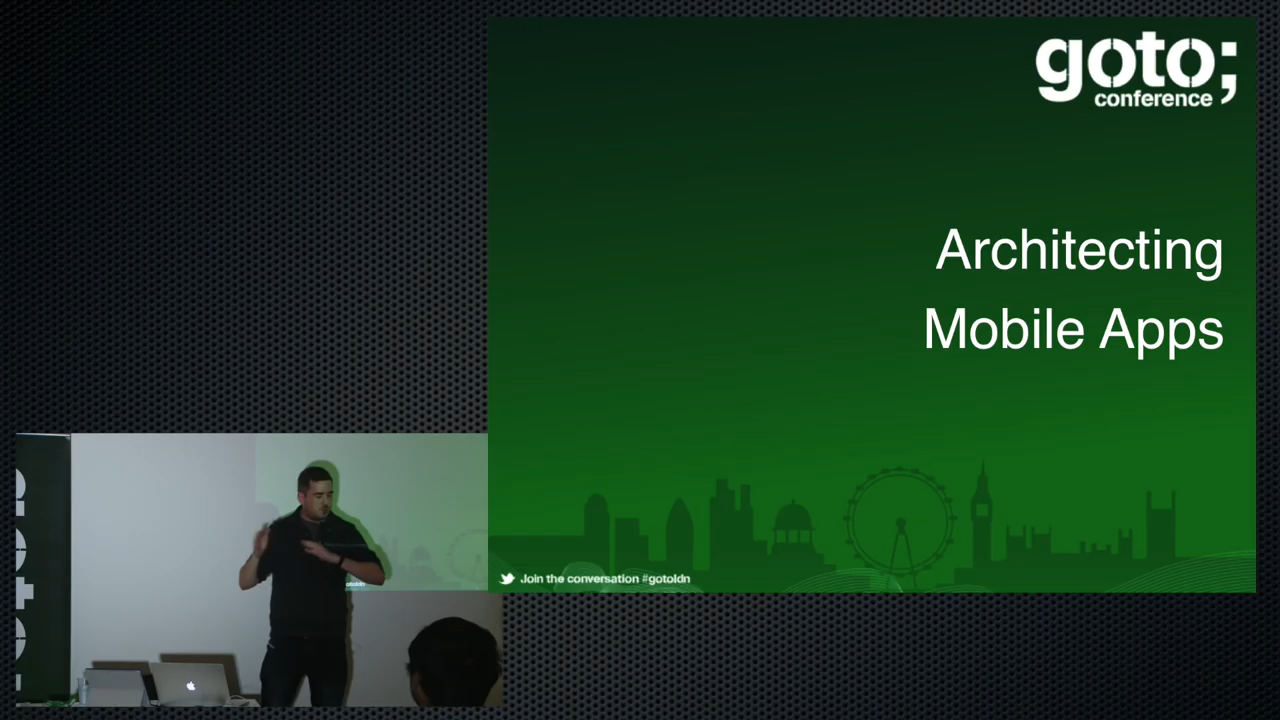 goto;
conference
Architecting
Mobile Apps
Join the conversation #gotoldn